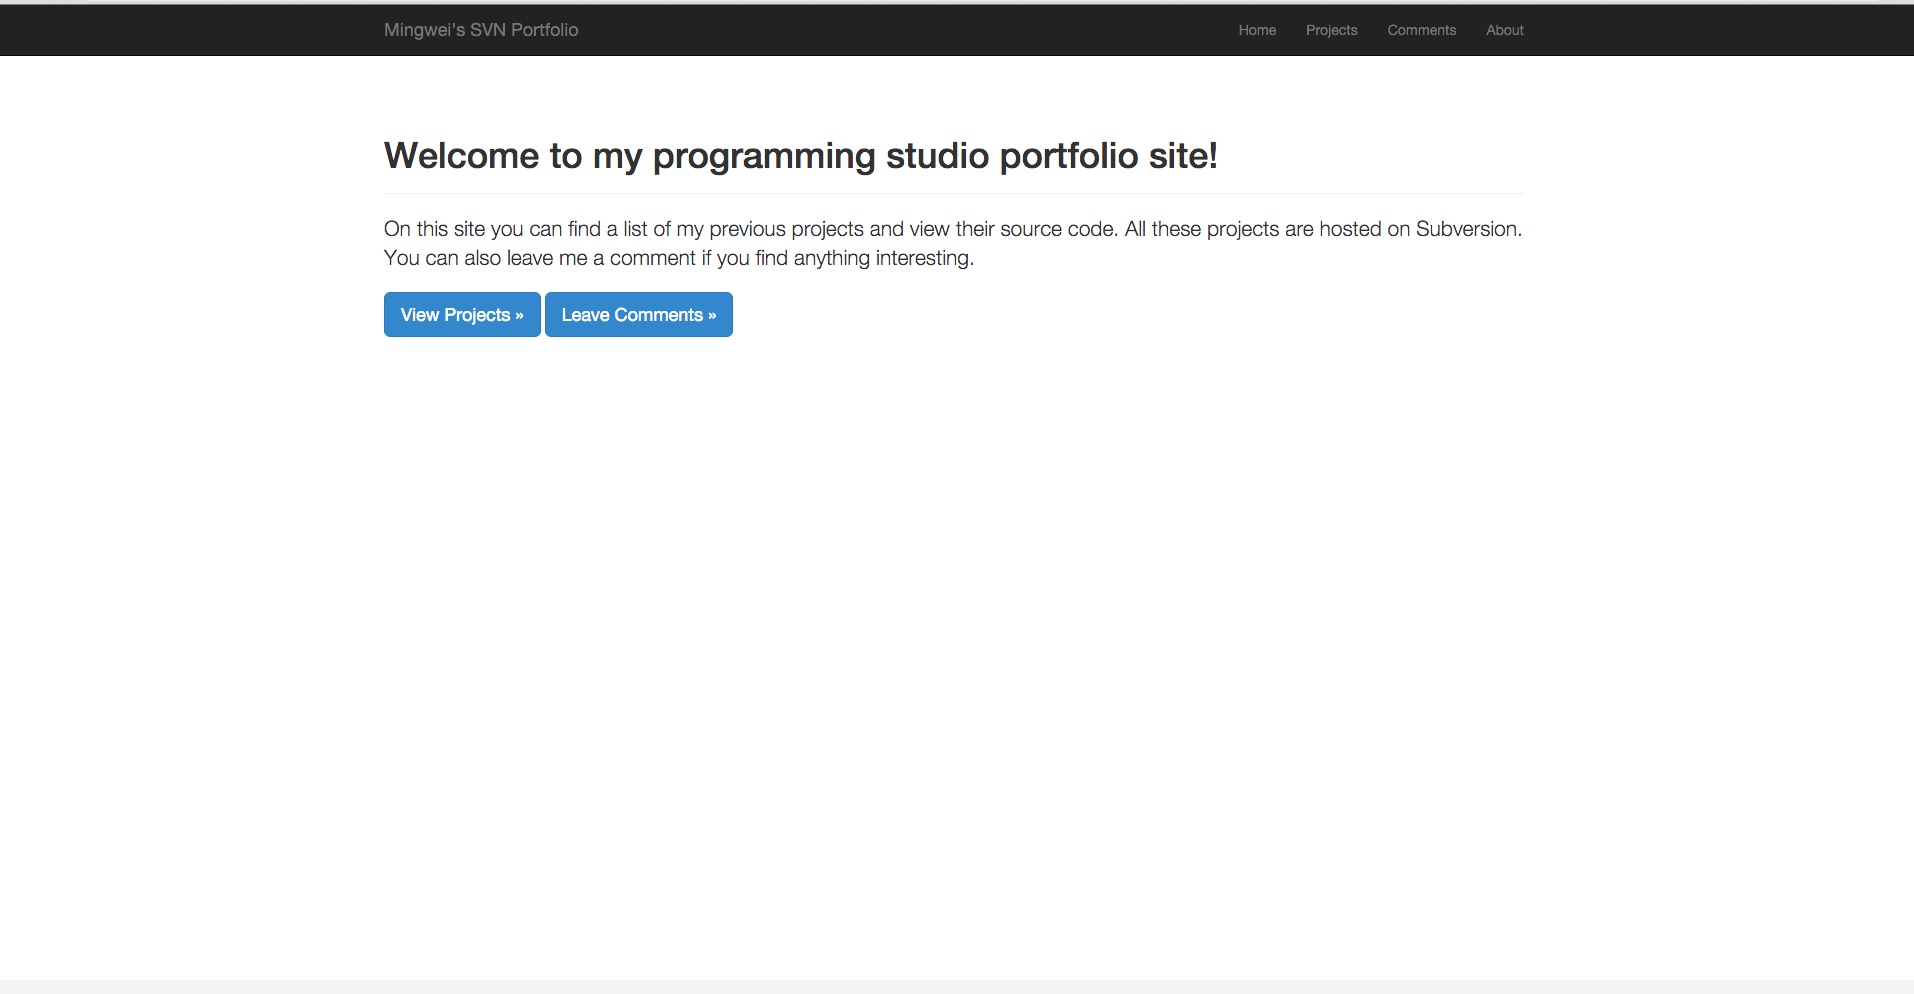 Mingwei's SVN Portfolio Home Projects Comments About
Welcome to my programming studio portfolio site!
On this site you can find a list of my previous projects and view their source code. All these projects are hosted on Subversion.
You can also leave me a comment if you find anything interesting.
View Projects » Leave Comments »